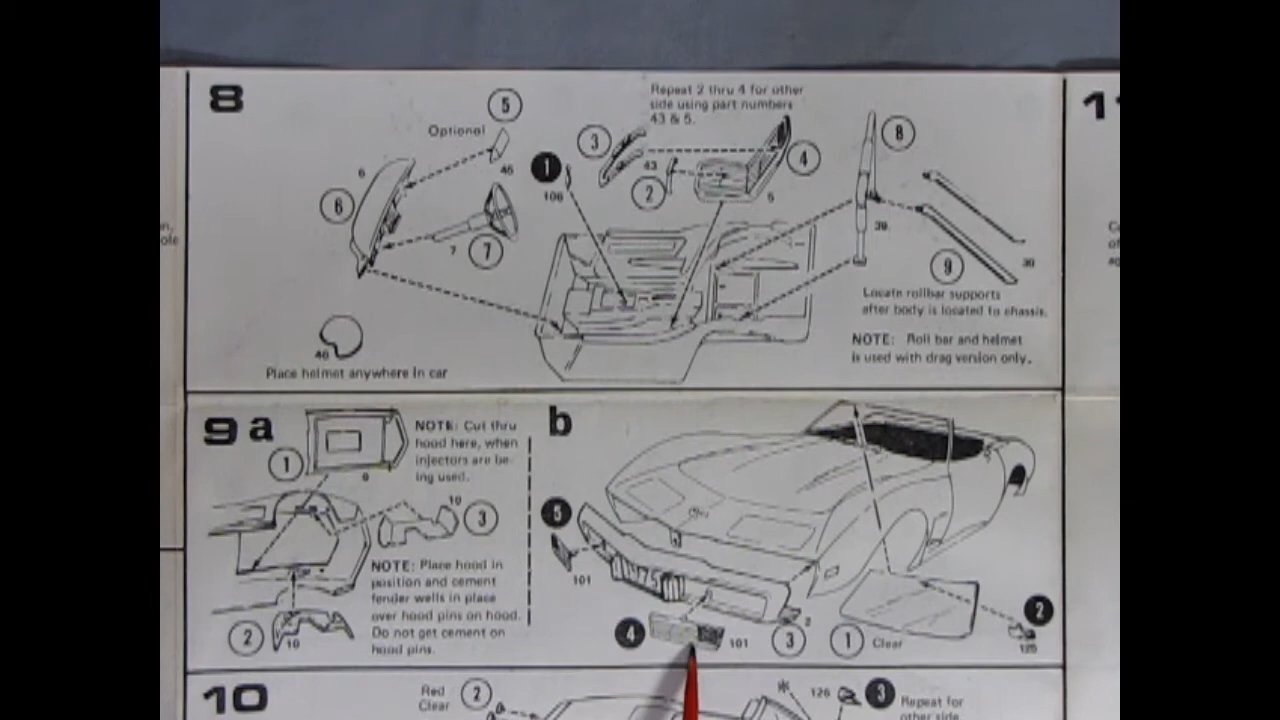 8
5
Optional
45
6
6
7
7
1
106
Repeat 2 thru 4 for other
side using part numbers
43 & 5.
3
43
2
4
5
8
39
9
30
Locate rollbar supports
after body is located to chassis.
NOTE: Roll bar and helmet
is used with drag version only.
46
Place helmet anywhere in car
9a
1
9
NOTE: Cut thru
hood here, when
injectors are be-
ing used.
10
3
NOTE: Place hood in
position and cement
fender wells in place
over hood pins on hood.
Do not get cement on
hood pins.
2
10
b
5
101
4
101
3
2
1
Clear
2
125
10
Red
Clear
2
*
126
3
Repeat for
other side